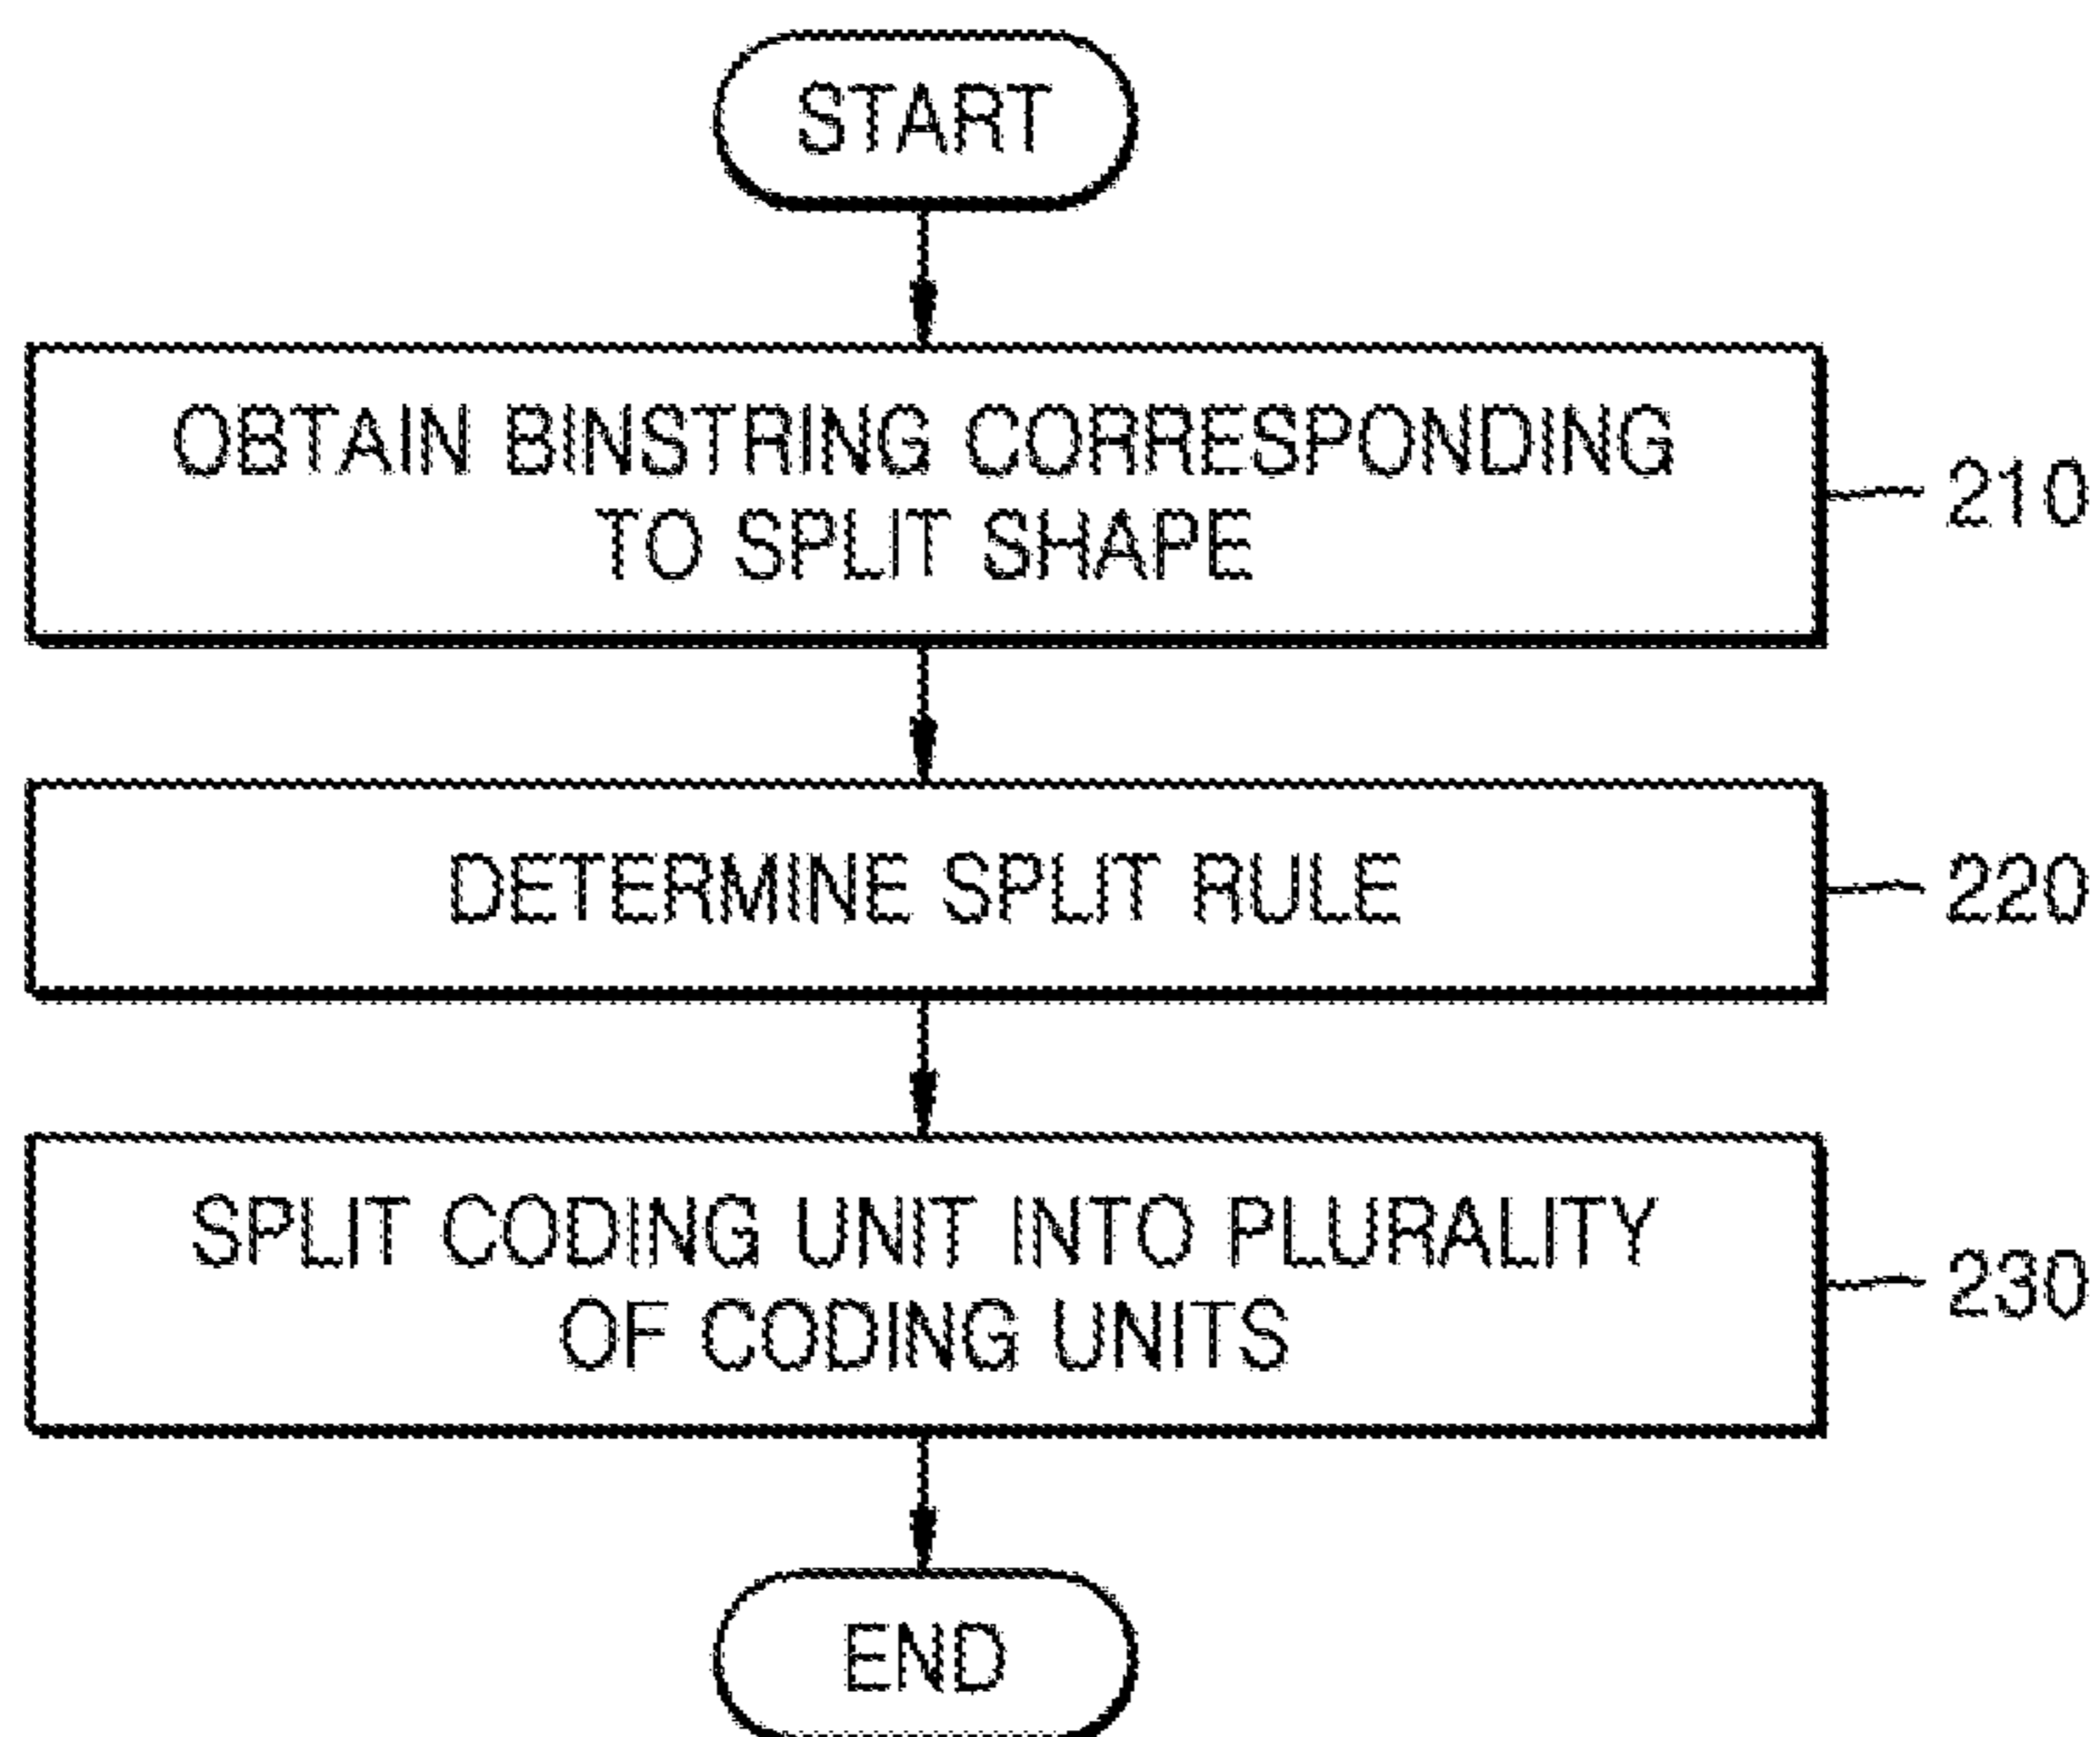 START
OBTAIN BINSTRING CORRESPONDING
TO SPLIT SHAPE
210
DETERMINE SPLIT RULE
220
SPLIT CODING UNIT INTO PLURALITY
OF CODING UNITS
230
END